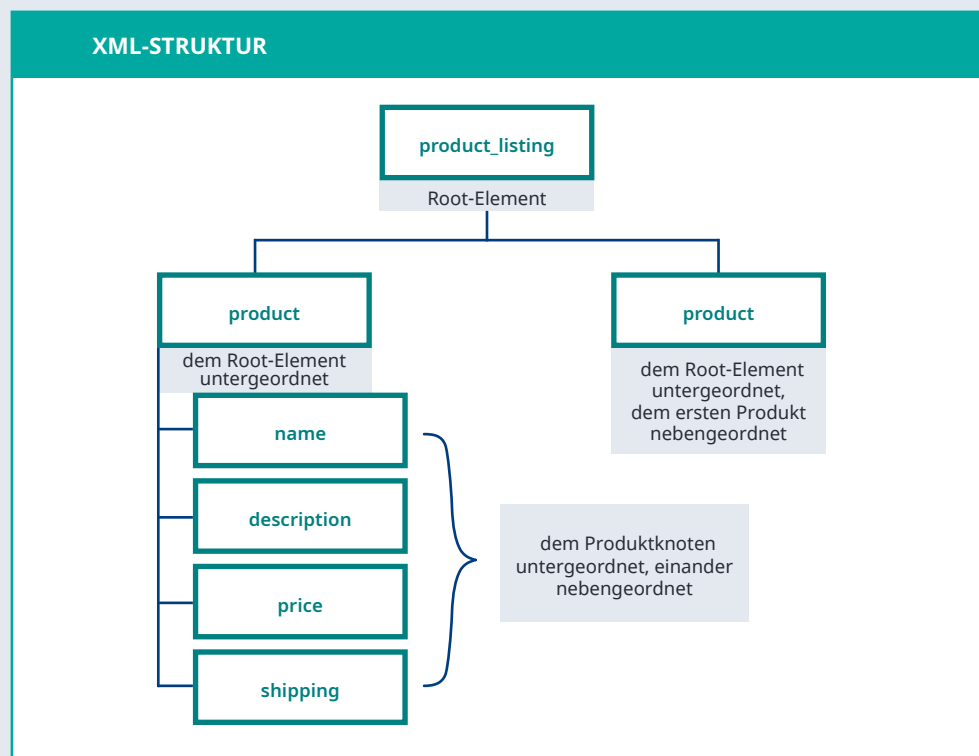 XML-STRUKTUR
product_listing
Root-Element
product
dem Root-Element
untergeordnet
product
dem Root-Element
untergeordnet,
dem ersten Produkt
nebengeordnet
name
description
price
shipping
dem Produktknoten
untergeordnet, einander
nebengeordnet